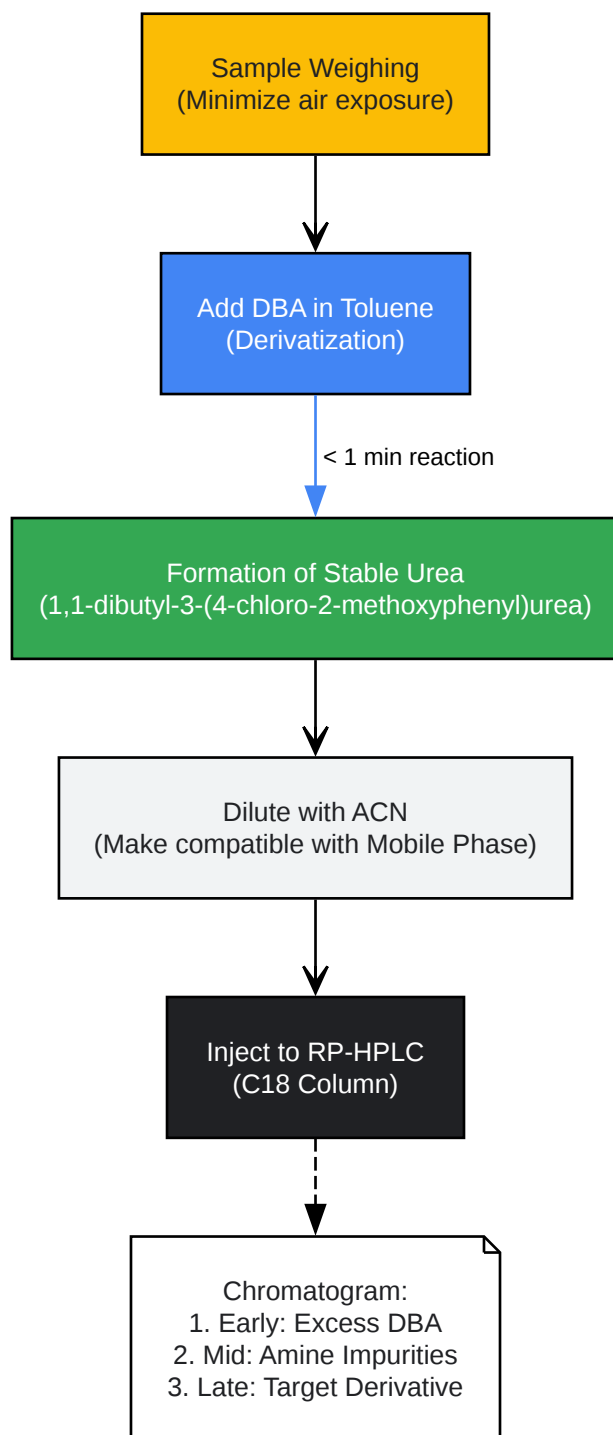 Sample Weighing
(Minimize air exposure)
Add DBA in Toluene
(Derivatization)
< 1 min reaction
Formation of Stable Urea
(1,1-dibutyl-3-(4-chloro-2-methoxyphenyl)urea)
Dilute with ACN
(Make compatible with Mobile Phase)
Inject to RP-HPLC
(C18 Column)
Chromatogram:
1. Early: Excess DBA
2. Mid: Amine Impurities
3. Late: Target Derivative